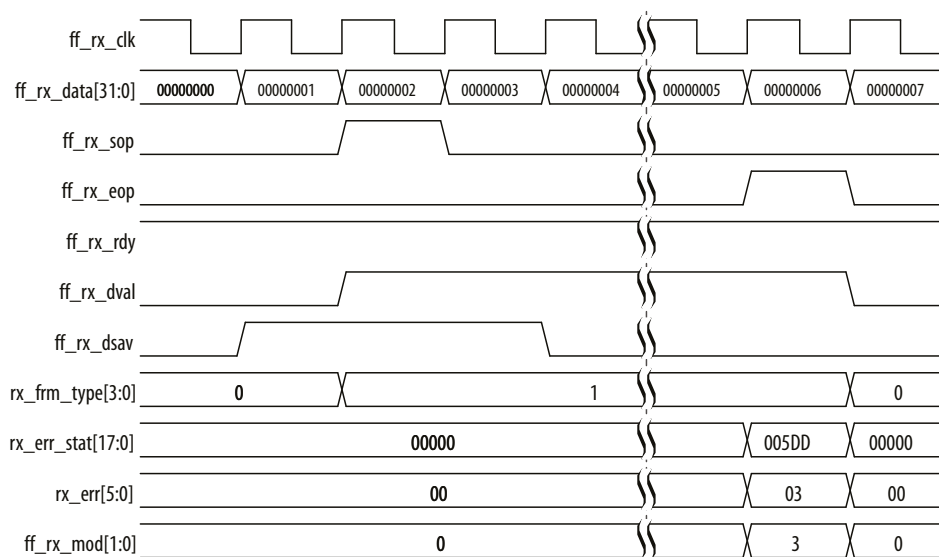 ff_rx_clk
ff_rx_data[31:0] 00000000 00000001 00000002 00000003 00000004 00000005 00000006 00000007
ff_rx_sop
ff_rx_eop
ff_rx_rdy
ff_rx_dval
ff_rx_dsav
rx_frm_type[3:0] 0 1 0
rx_err_stat[17:0] 00000 005DD 00000
rx_err[5:0] 00 03 00
ff_rx_mod[1:0] 0 3 0